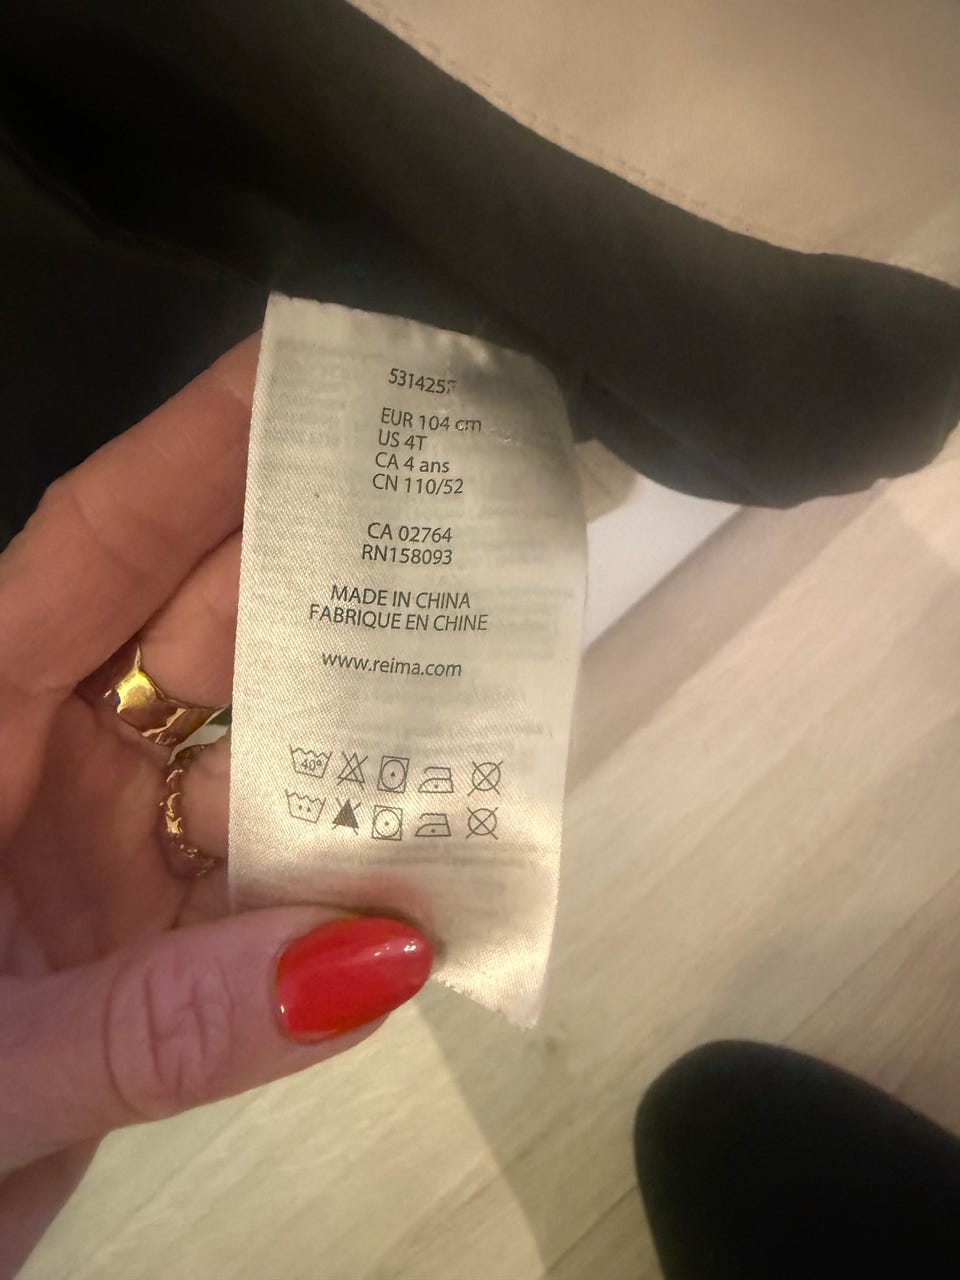 EUR 104 cm
US 4T
CA 4 ans
CN 110/52
CA 02764
RN158093
MADE IN CHINA
FABRIQUE EN CHINE
www.reima.com
40°